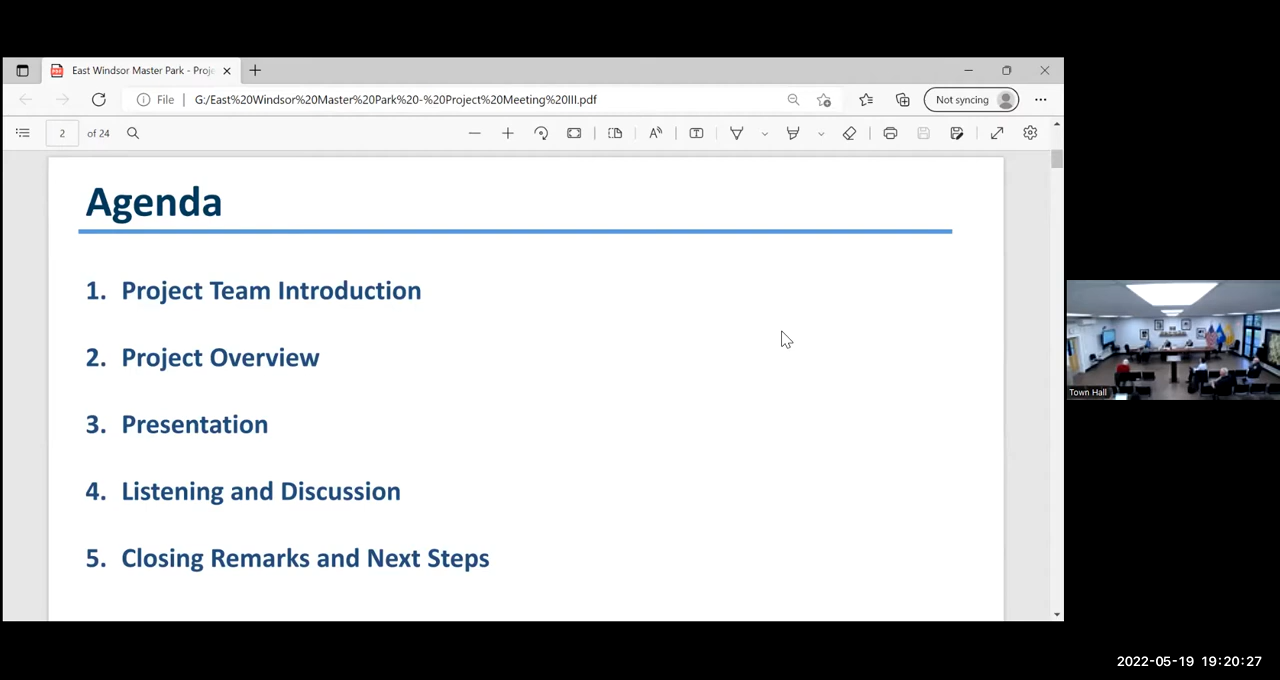 East Windsor Master Park - Proje
File
G:/East%20Windsor%20Master%20Park%20-%20Project%20Meeting%20III.pdf
Not syncing
2 of 24
Agenda
1. Project Team Introduction
2. Project Overview
3. Presentation
4. Listening and Discussion
5. Closing Remarks and Next Steps
Town Hall
2022-05-19 19:20:27